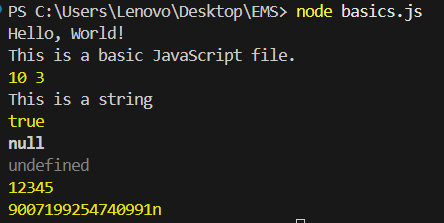 PS C:\Users\Lenovo\Desktop\EMS> node basics.js
Hello, World!
This is a basic JavaScript file.
10 3
This is a string
true
null
undefined
12345
9007199254740991n